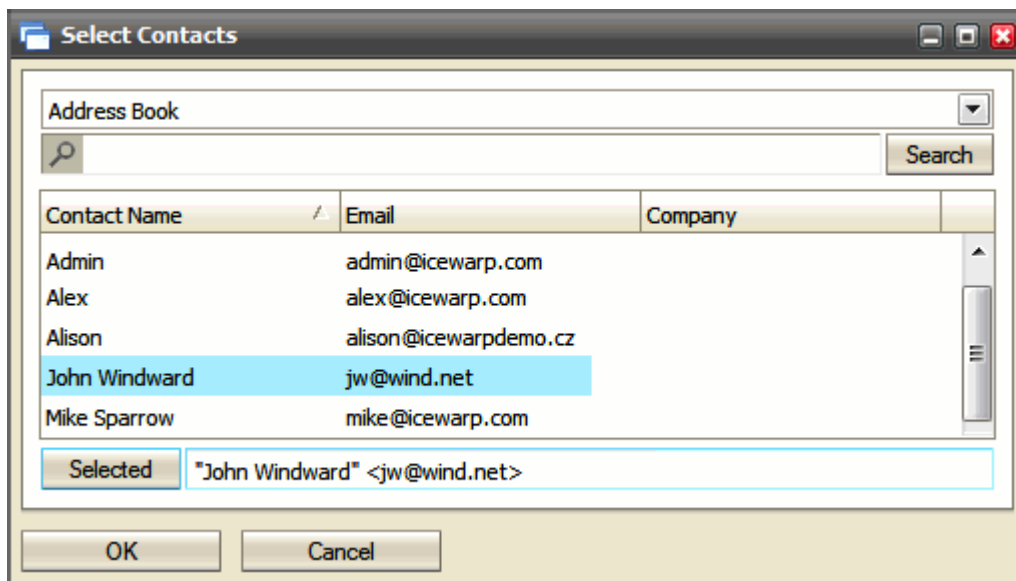 Select Contacts
Address Book
Search
Contact Name Email Company
Admin admin@icewarp.com
Alex alex@icewarp.com
Alison alison@icewarpdemo.cz
John Windward jw@wind.net
Mike Sparrow mike@icewarp.com
Selected "John Windward" <jw@wind.net>
OK Cancel